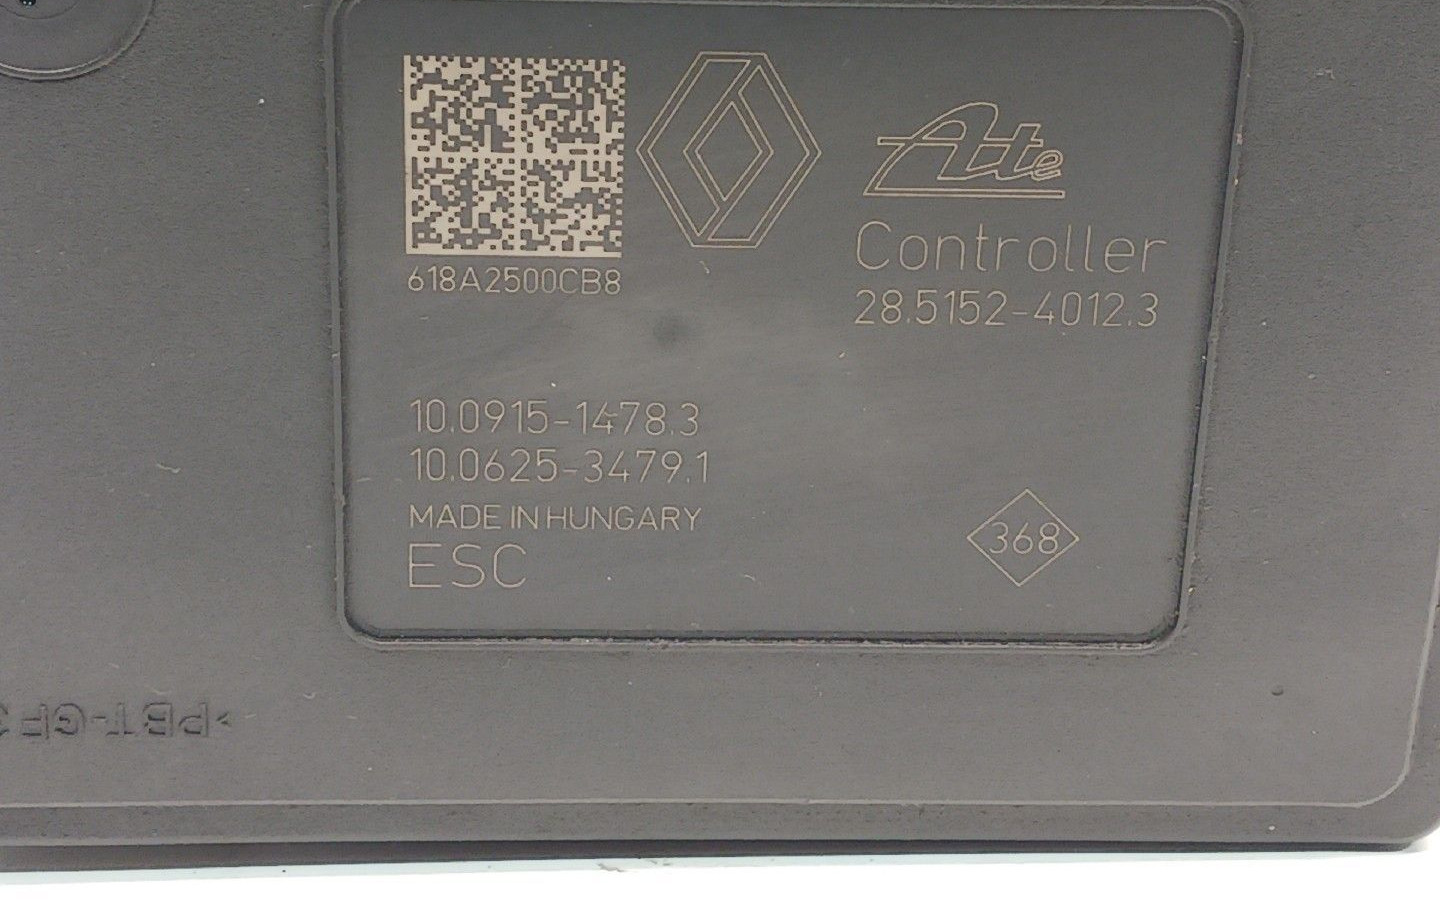 618A2500CB8
Ate
Controller
28.5152-4012.3
10.0915-1478.3
10.0625-3479.1
MADE IN HUNGARY
ESC
368
>PBT-GF